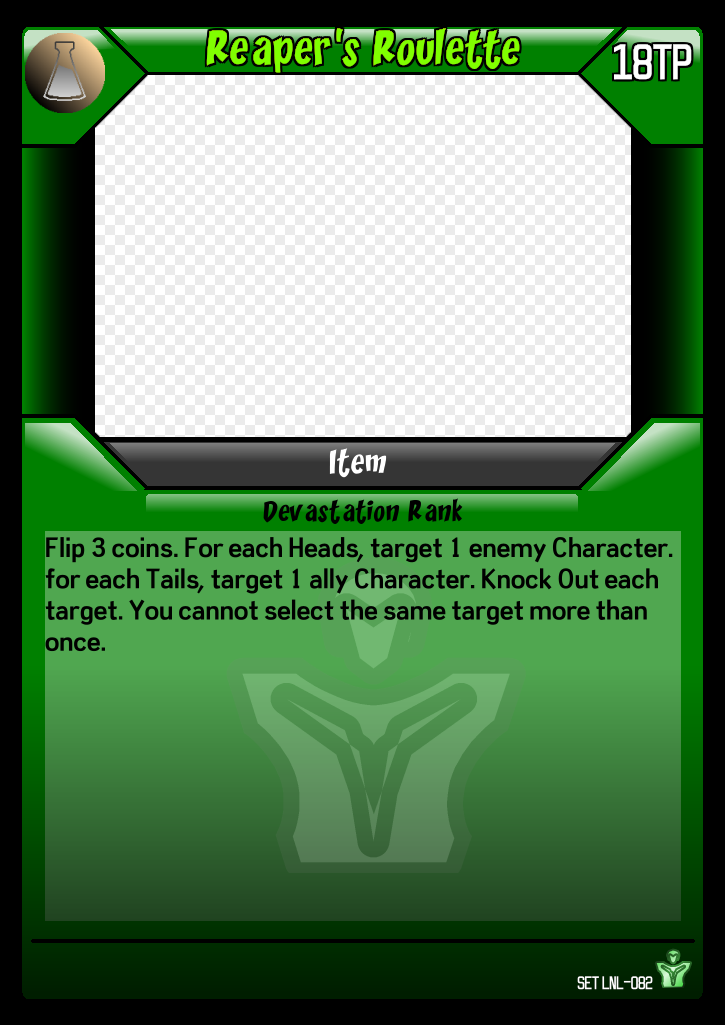 Reaper's Roulette
18TP
Item
Devastation Rank
Flip 3 coins. For each Heads, target 1 enemy Character.
for each Tails, target 1 ally Character. Knock Out each
target. You cannot select the same target more than
once.
SET LNL-082